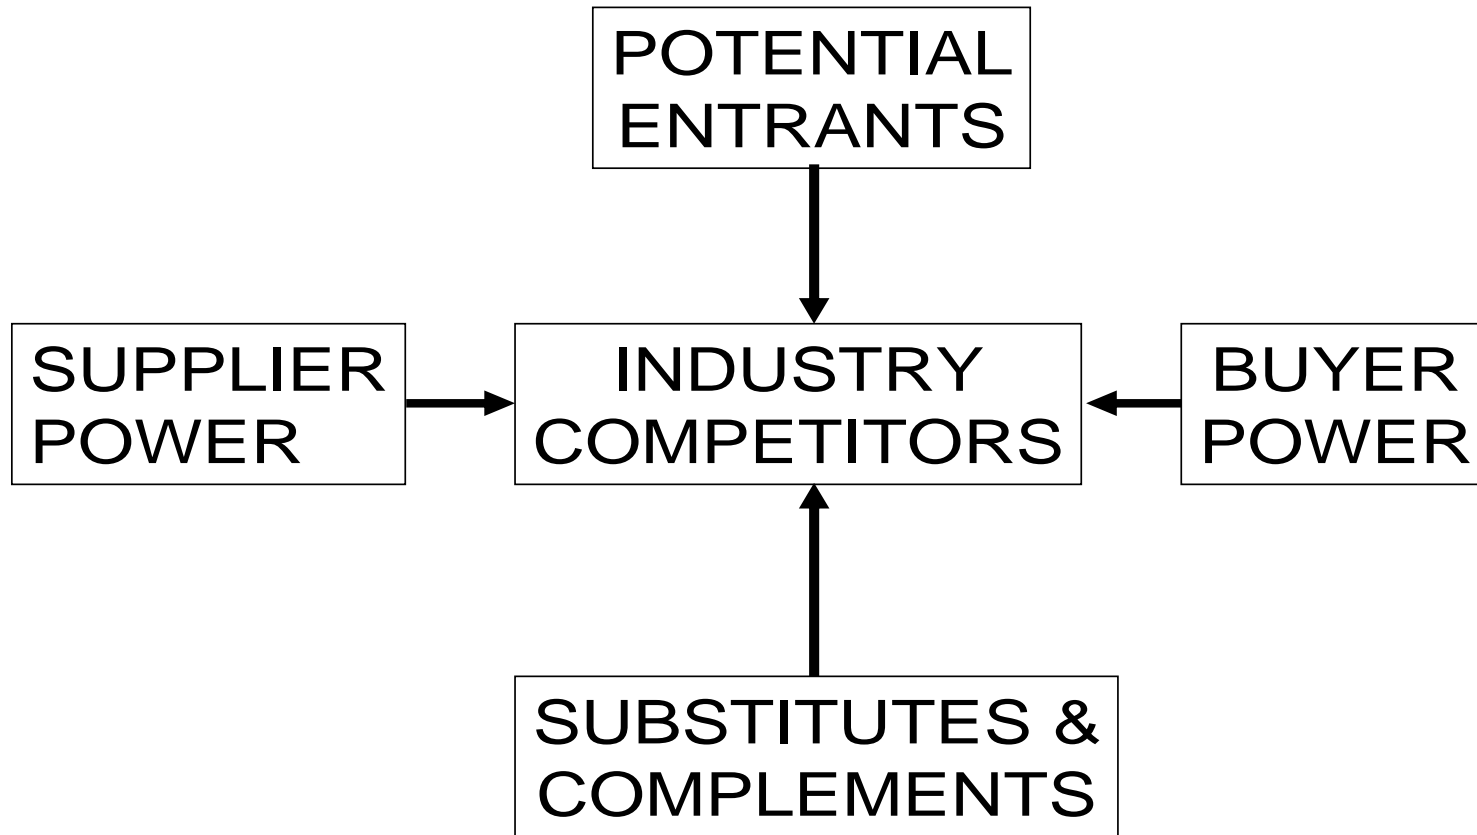 POTENTIAL
ENTRANTS
SUPPLIER
POWER
INDUSTRY
COMPETITORS
BUYER
POWER
SUBSTITUTES &
COMPLEMENTS